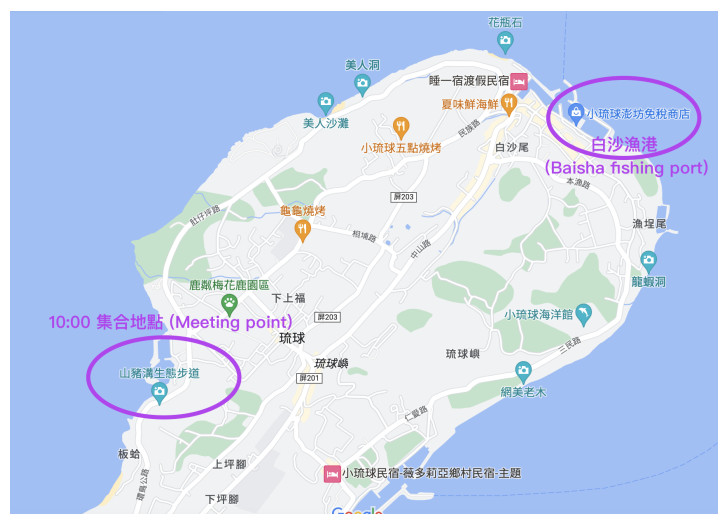 花瓶石
美人洞
睡一宿渡假民宿
美人沙灘
夏味鮮海鮮
小琉球澎坊免稅商店
小琉球五點燒烤
民族路
白沙尾
白沙漁港
(Baisha fishing port)
本漁路
屏203
肚仔坪路
龜龜燒烤
相埔路
中山路
漁埕尾
龍蝦洞
鹿粼梅花鹿園區
下上福
10:00 集合地點 (Meeting point)
屏203
小琉球海洋館
琉球
琉球嶼
琉球嶼
三民路
山豬溝生態步道
屏201
網美老木
仁愛路
板蛤
環島公路
上坪腳
下坪腳
小琉球民宿-薇多莉亞鄉村民宿-主題
Google